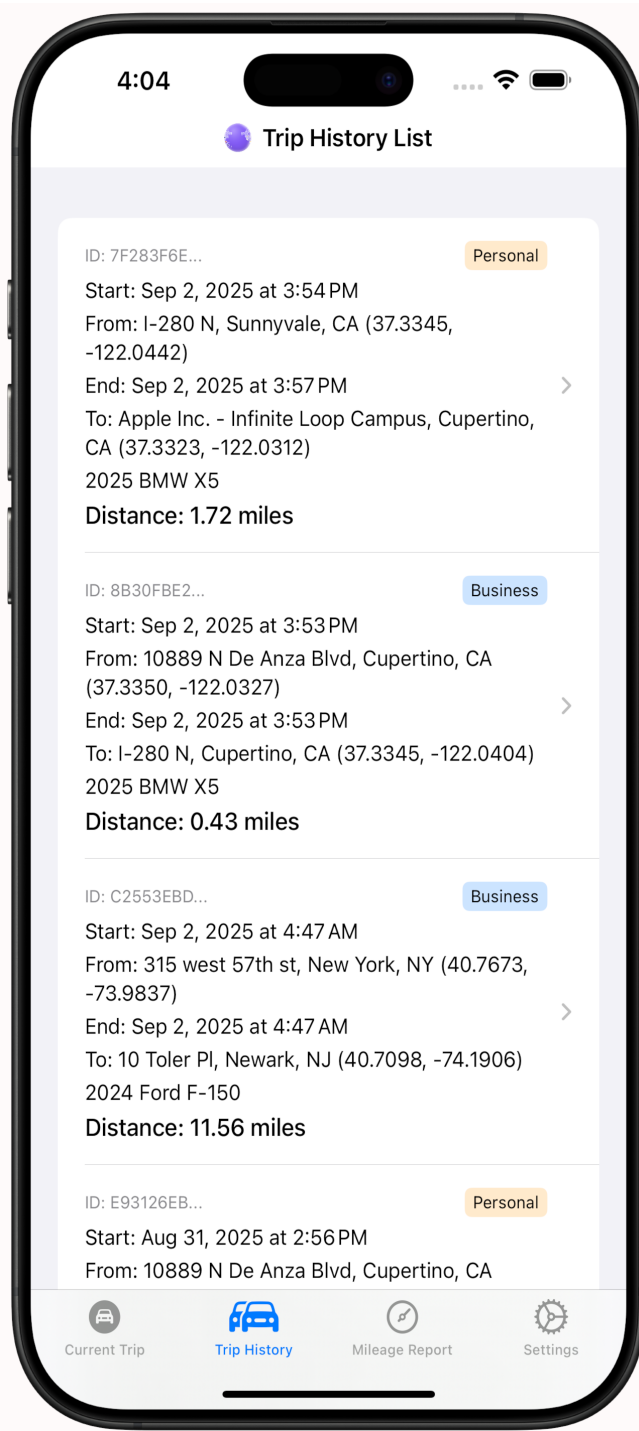 4:04
Trip History List
ID: 7F283F6E...
Personal
Start: Sep 2, 2025 at 3:54 PM
From: I-280 N, Sunnyvale, CA (37.3345,
-122.0442)
End: Sep 2, 2025 at 3:57 PM
To: Apple Inc. - Infinite Loop Campus, Cupertino,
CA (37.3323, -122.0312)
2025 BMW X5
Distance: 1.72 miles
ID: 8B30FBE2...
Business
Start: Sep 2, 2025 at 3:53 PM
From: 10889 N De Anza Blvd, Cupertino, CA
(37.3350, -122.0327)
End: Sep 2, 2025 at 3:53 PM
To: I-280 N, Cupertino, CA (37.3345, -122.0404)
2025 BMW X5
Distance: 0.43 miles
ID: C2553EBD...
Business
Start: Sep 2, 2025 at 4:47 AM
From: 315 west 57th st, New York, NY (40.7673,
-73.9837)
End: Sep 2, 2025 at 4:47 AM
To: 10 Toler Pl, Newark, NJ (40.7098, -74.1906)
2024 Ford F-150
Distance: 11.56 miles
ID: E93126EB...
Personal
Start: Aug 31, 2025 at 2:56 PM
From: 10889 N De Anza Blvd, Cupertino, CA
Current Trip
Trip History
Mileage Report
Settings